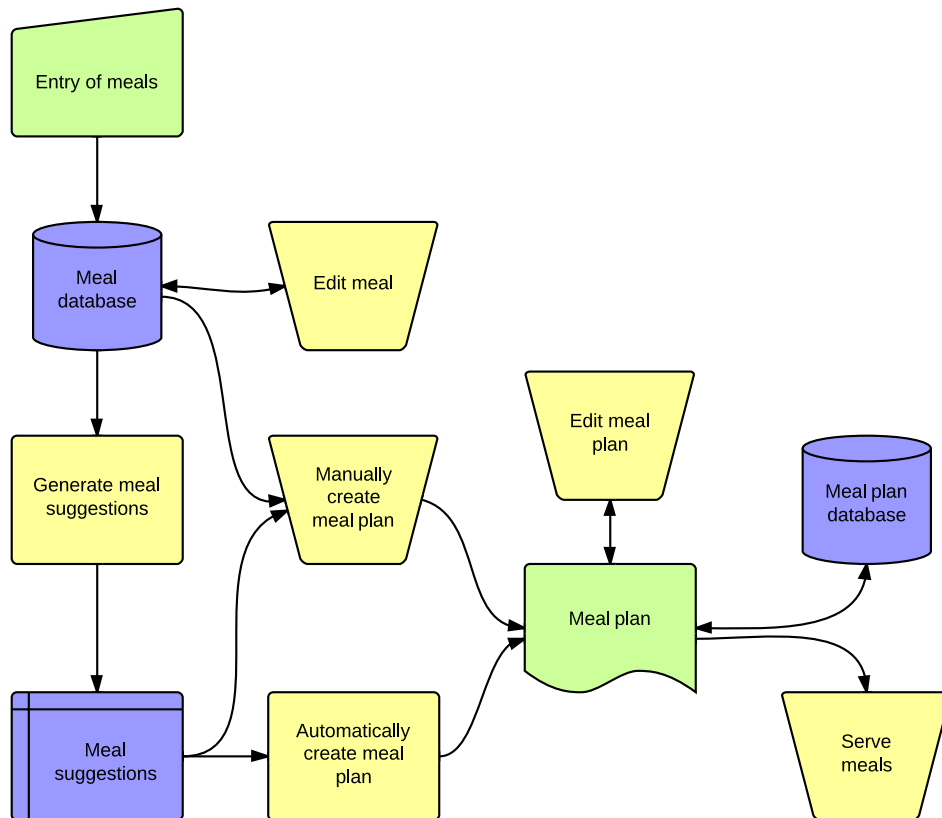 Entry of meals
Meal
database
Edit meal
Generate meal
suggestions
Manually
create
meal plan
Edit meal
plan
Meal plan
database
Meal plan
Meal
suggestions
Automatically
create meal
plan
Serve
meals